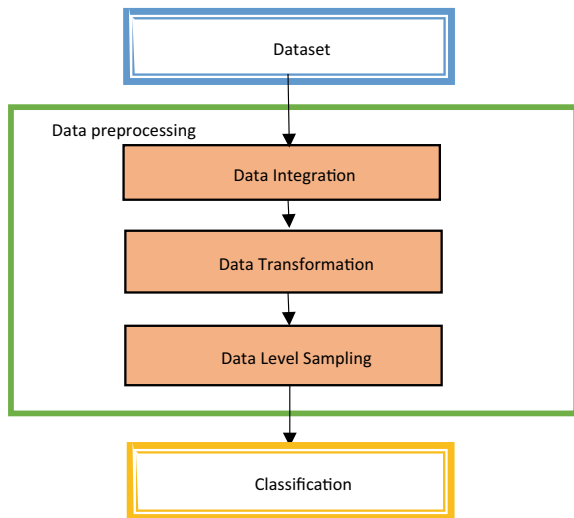 Dataset
Data preprocessing
Data Integration
Data Transformation
Data Level Sampling
Classification